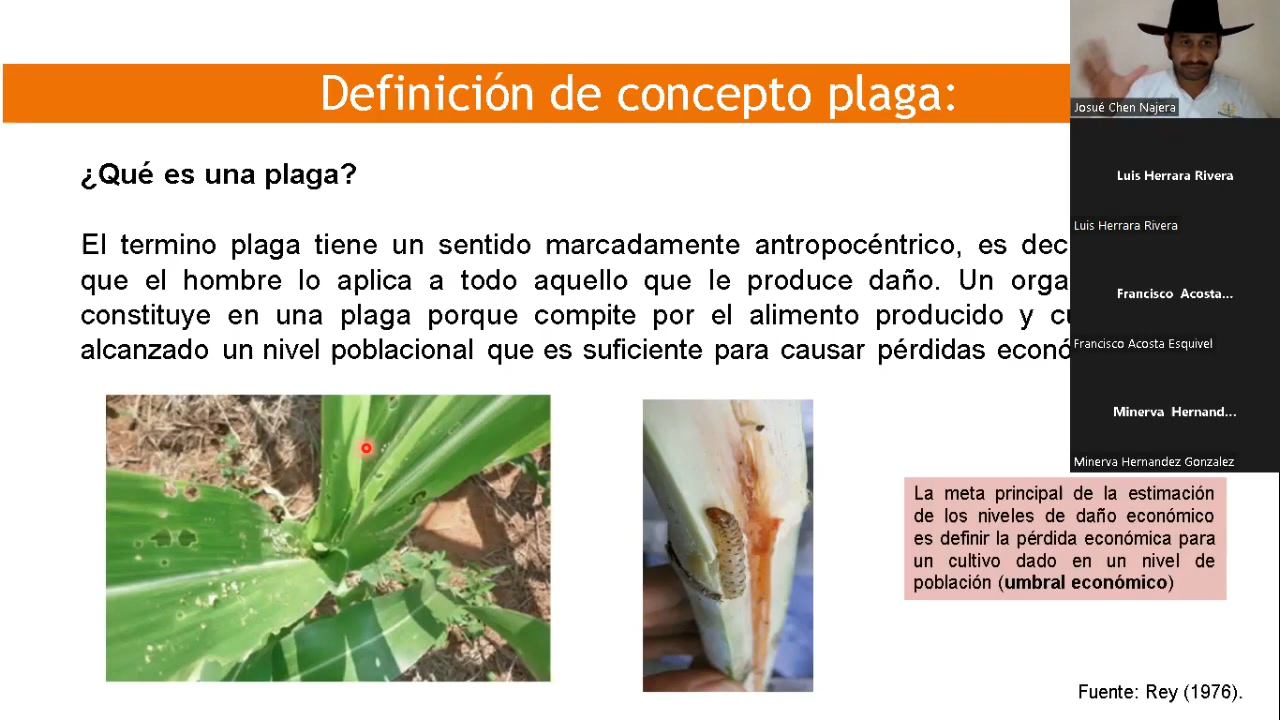 Definición de concepto plaga:
¿Qué es una plaga?
El termino plaga tiene un sentido marcadamente antropocéntrico, es dec
que el hombre lo aplica a todo aquello que le produce daño. Un orga
constituye en una plaga porque compite por el alimento producido y cu
alcanzado un nivel poblacional que es suficiente para causar pérdidas econó
La meta principal de la estimación
de los niveles de daño económico
es definir la pérdida económica para
un cultivo dado en un nivel de
población (umbral económico)
Fuente: Rey (1976).
Josué Chen Najera
Luis Herrara Rivera
Luis Herrara Rivera
Francisco Acosta...
Francisco Acosta Esquivel
Minerva Hernand...
Minerva Hernandez Gonzalez